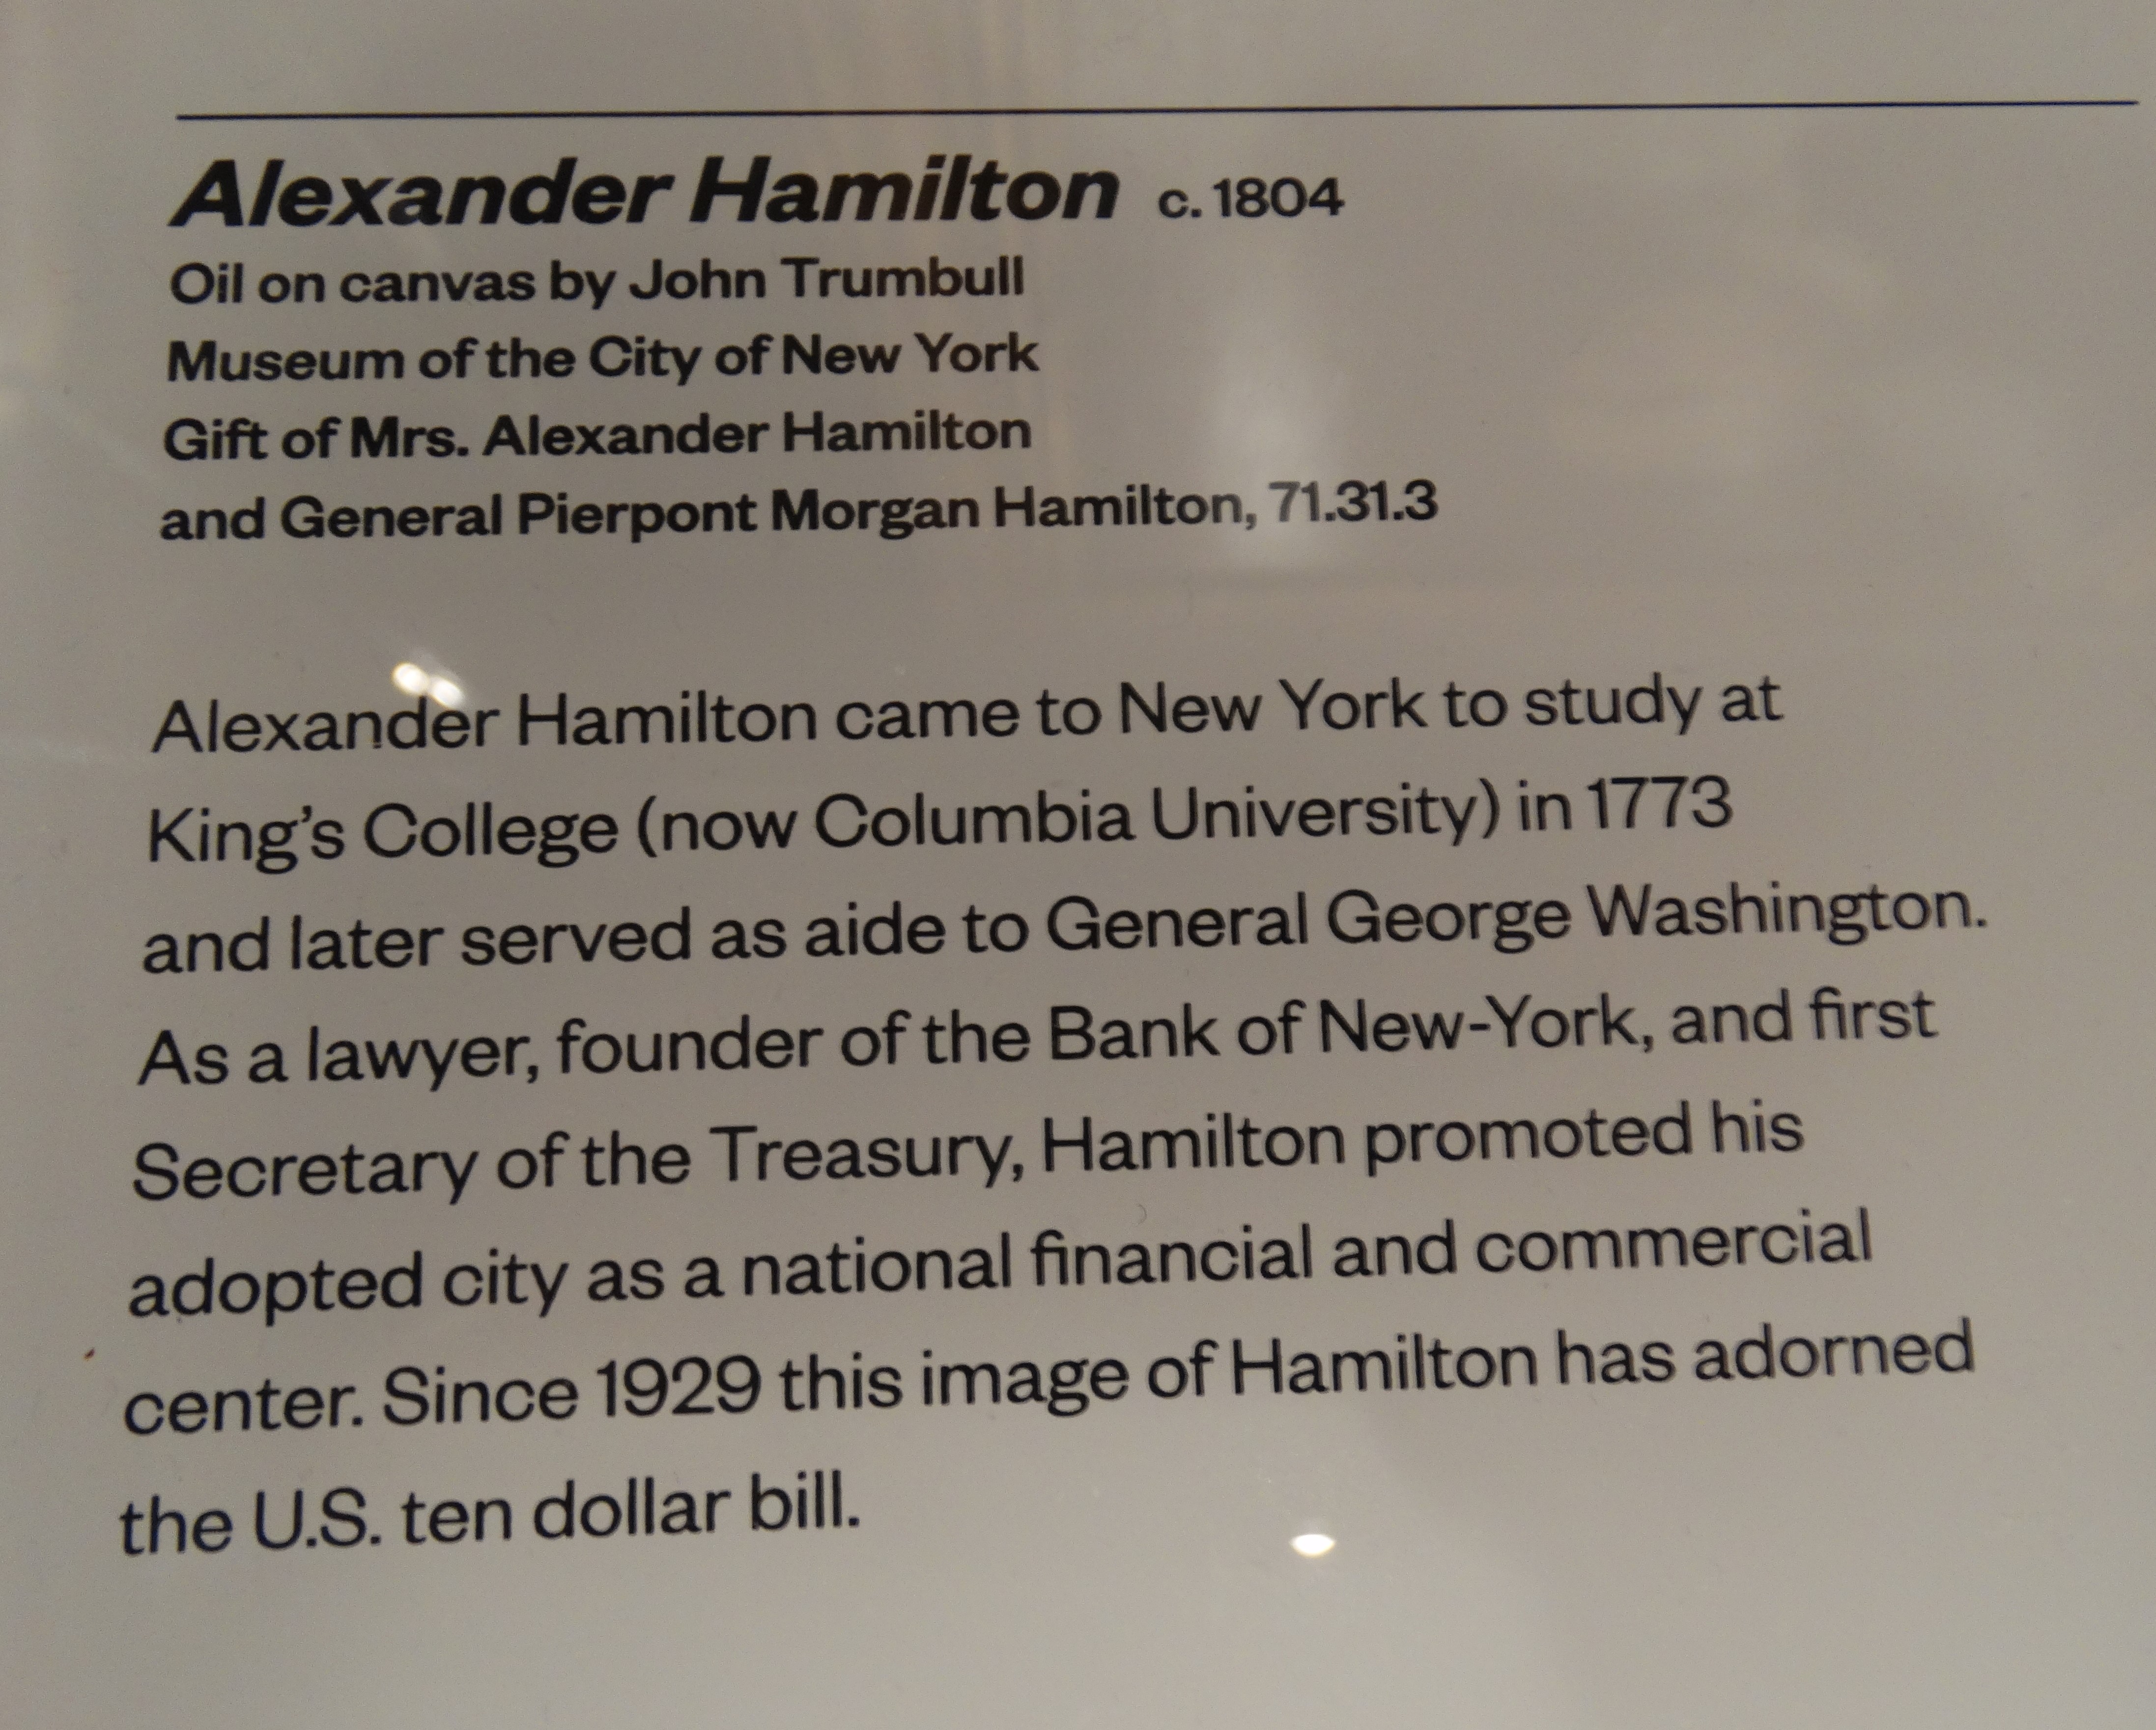 Alexander Hamilton c. 1804
Oil on canvas by John Trumbull
Museum of the City of New York
Gift of Mrs. Alexander Hamilton
and General Pierpont Morgan Hamilton, 71.31.3
Alexander Hamilton came to New York to study at
King’s College (now Columbia University) in 1773
and later served as aide to General George Washington.
As a lawyer, founder of the Bank of New-York, and first
Secretary of the Treasury, Hamilton promoted his
adopted city as a national financial and commercial
center. Since 1929 this image of Hamilton has adorned
the U.S. ten dollar bill.